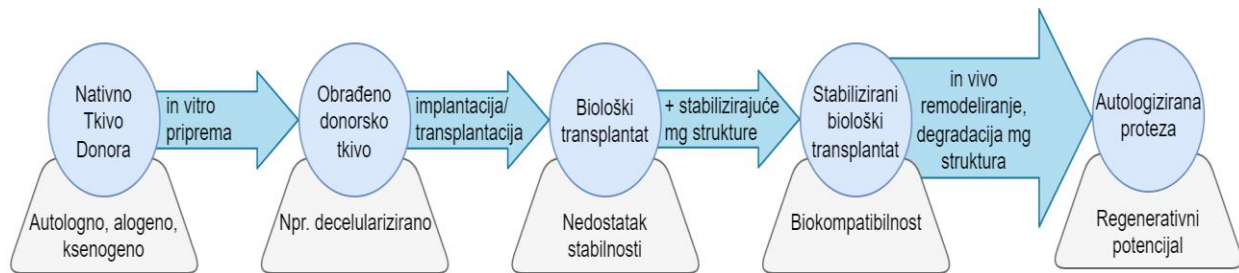 Nativno
Tkivo
Donora
in vitro
priprema
Obrađeno
donorsko
tkivo
implantacija/
transplantacija
Biološki
transplantat
+ stabilizirajuće
mg strukture
Stabilizirani
biološki
transplantat
in vivo
remodeliranje,
degradacija mg
struktura
Autologizirana
proteza
Autologno, alogeno,
ksenogeno
Npr. decelularizirano
Nedostatak
stabilnosti
Biokompatibilnost
Regenerativni
potencijal